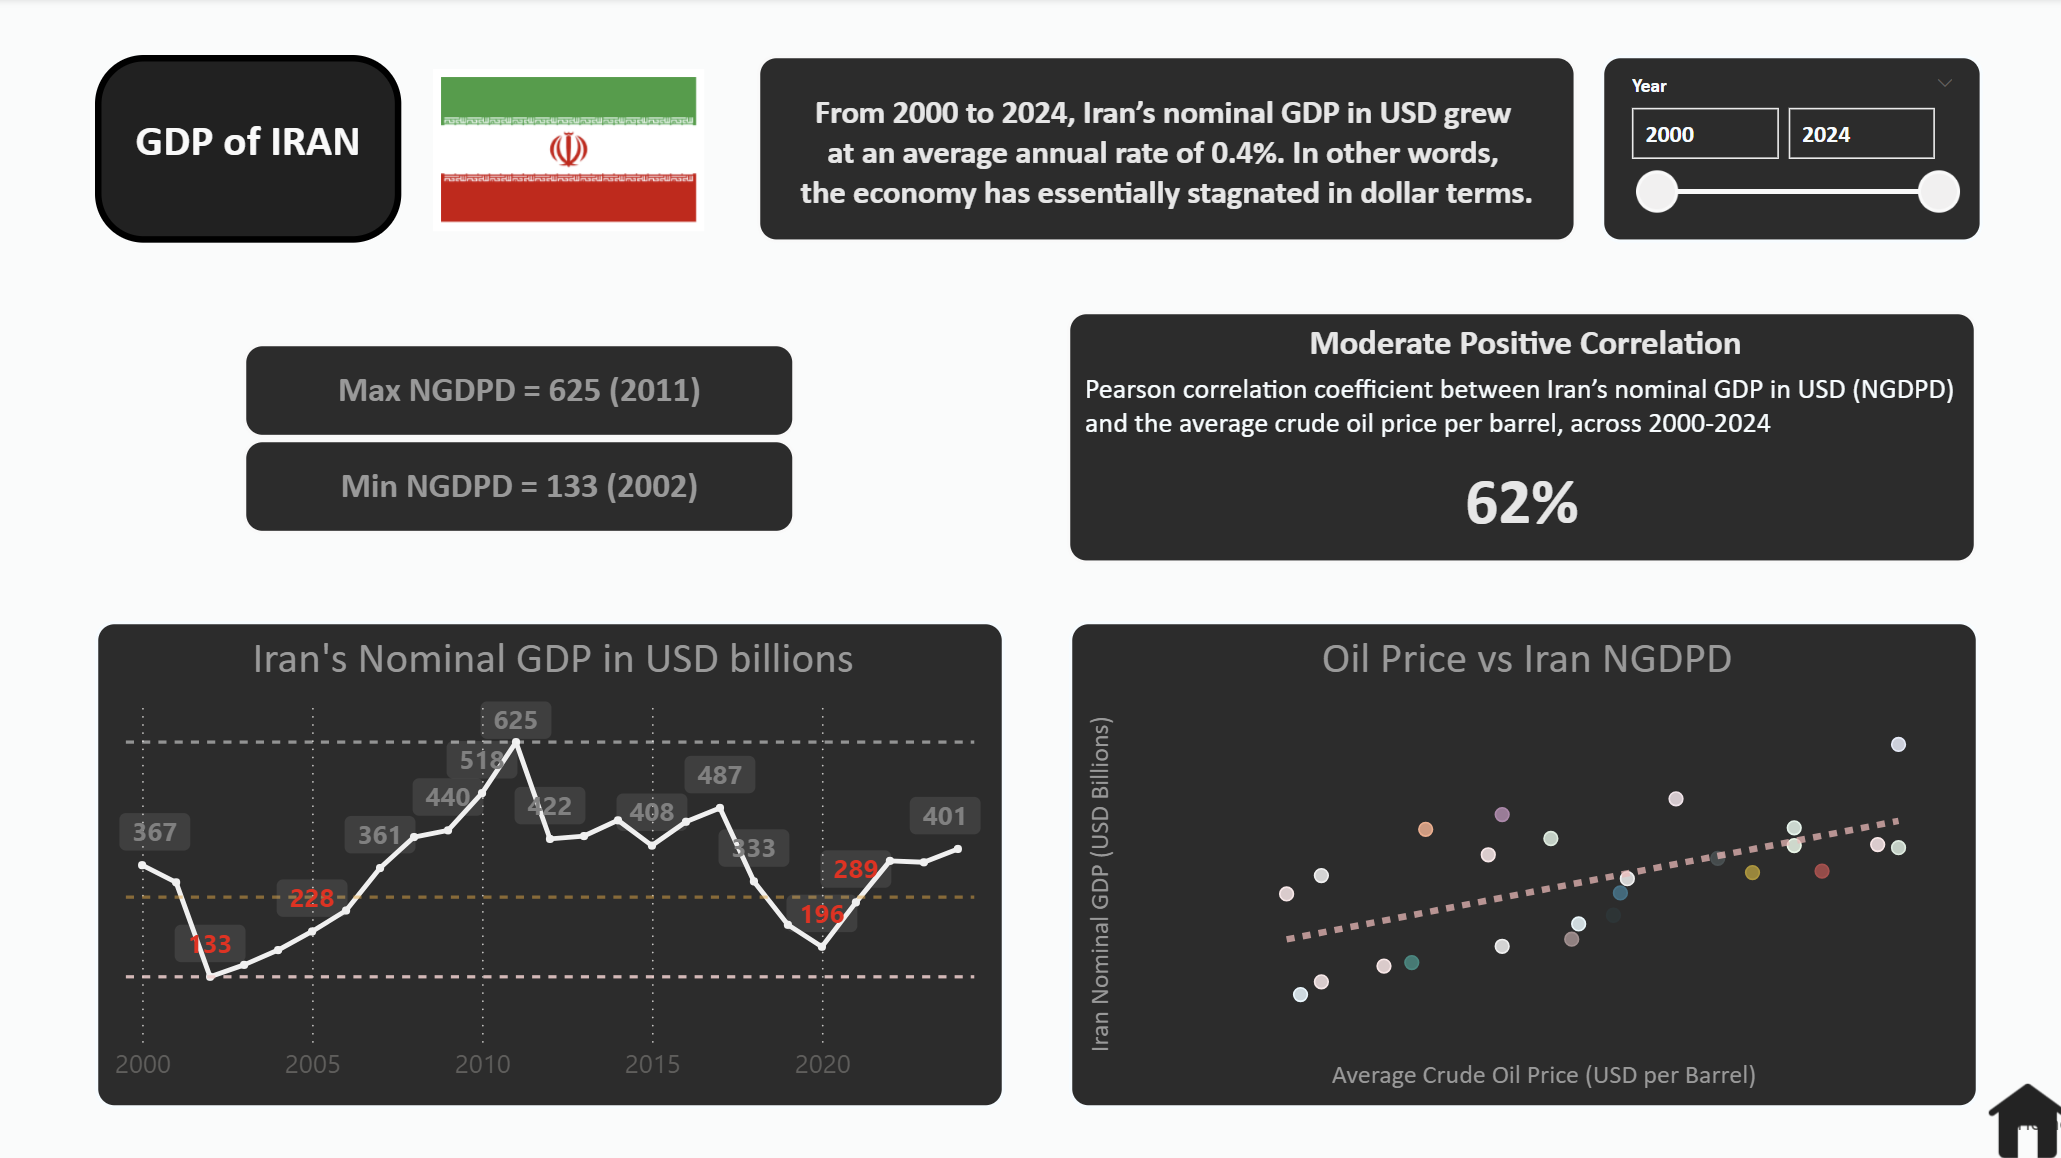 GDP of IRAN
From 2000 to 2024, Iran’s nominal GDP in USD grew
at an average annual rate of 0.4%. In other words,
the economy has essentially stagnated in dollar terms.
Year
2000
2024
Max NGDPD = 625 (2011)
Min NGDPD = 133 (2002)
Moderate Positive Correlation
Pearson correlation coefficient between Iran’s nominal GDP in USD (NGDPD)
and the average crude oil price per barrel, across 2000-2024
62%
Iran's Nominal GDP in USD billions
367
133
228
361
440
518
625
422
408
487
333
196
289
401
2000
2005
2010
2015
2020
Oil Price vs Iran NGDPD
Iran Nominal GDP (USD Billions)
Average Crude Oil Price (USD per Barrel)